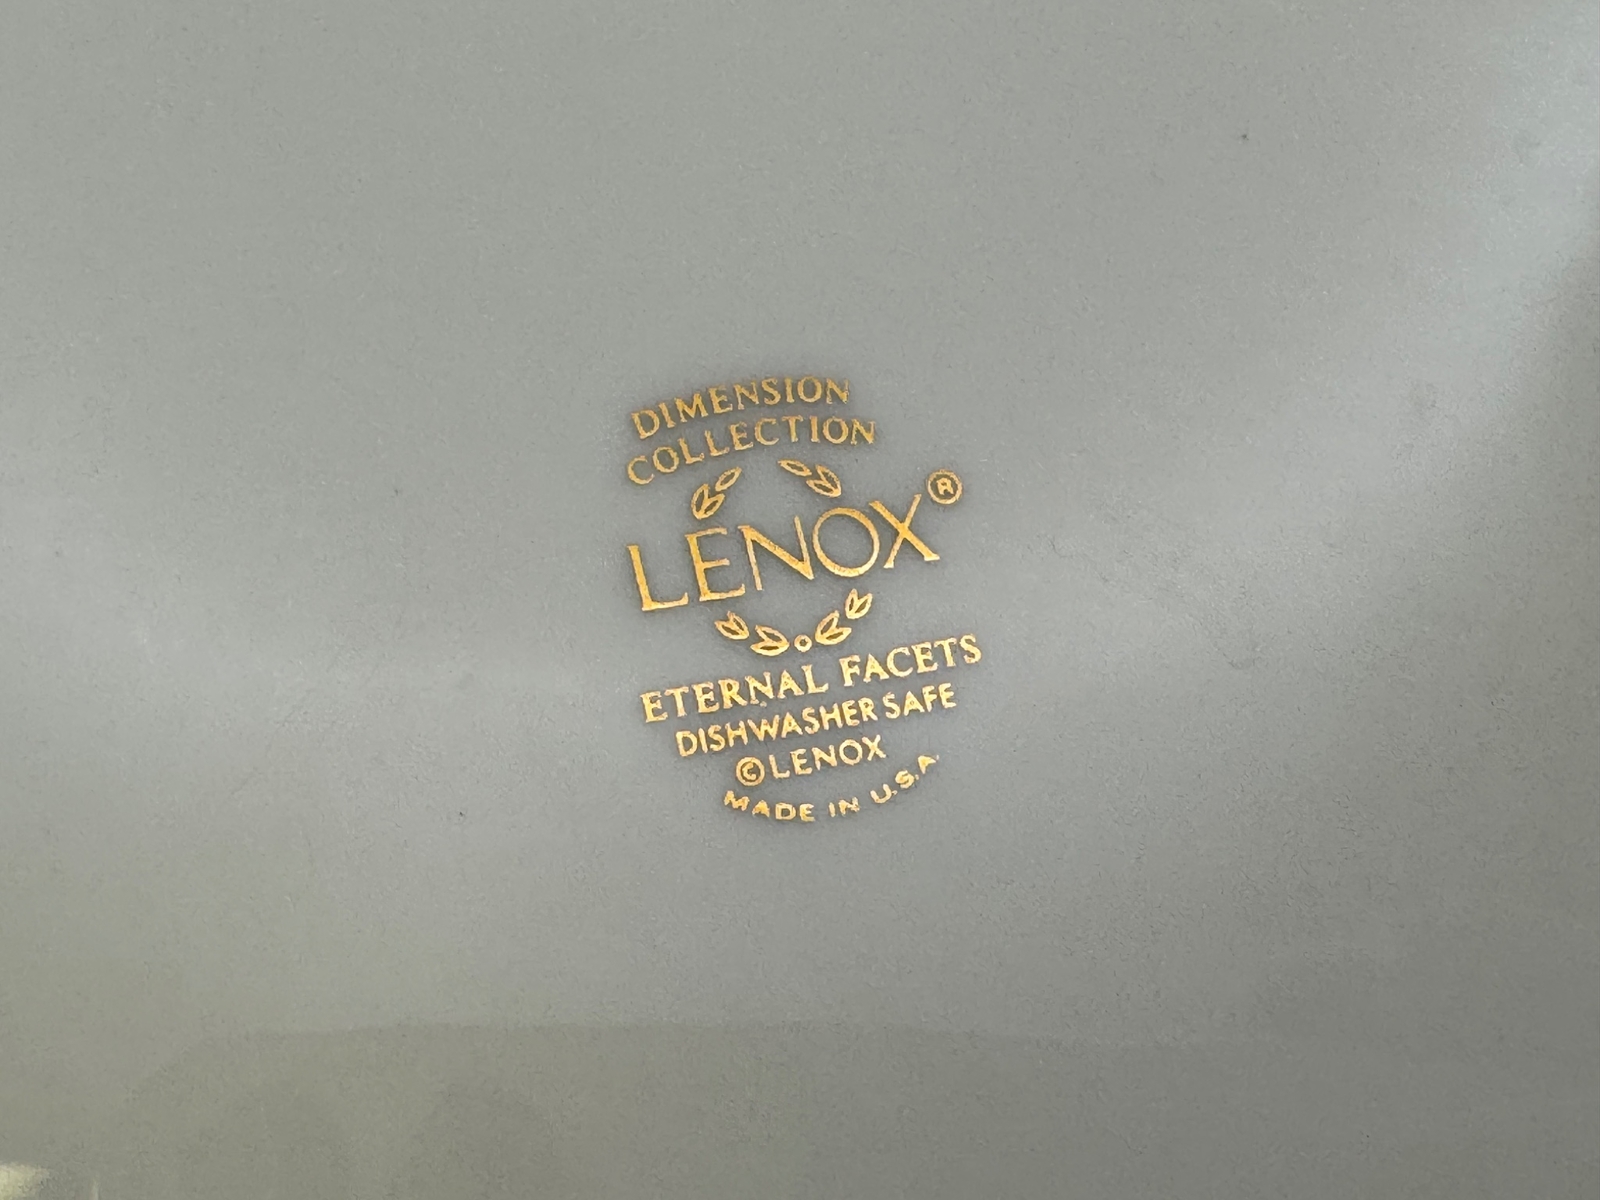 DIMENSION
COLLECTION
LENOX®
ETERNAL FACETS
DISHWASHER SAFE
©LENOX
MADE IN U.S.A.